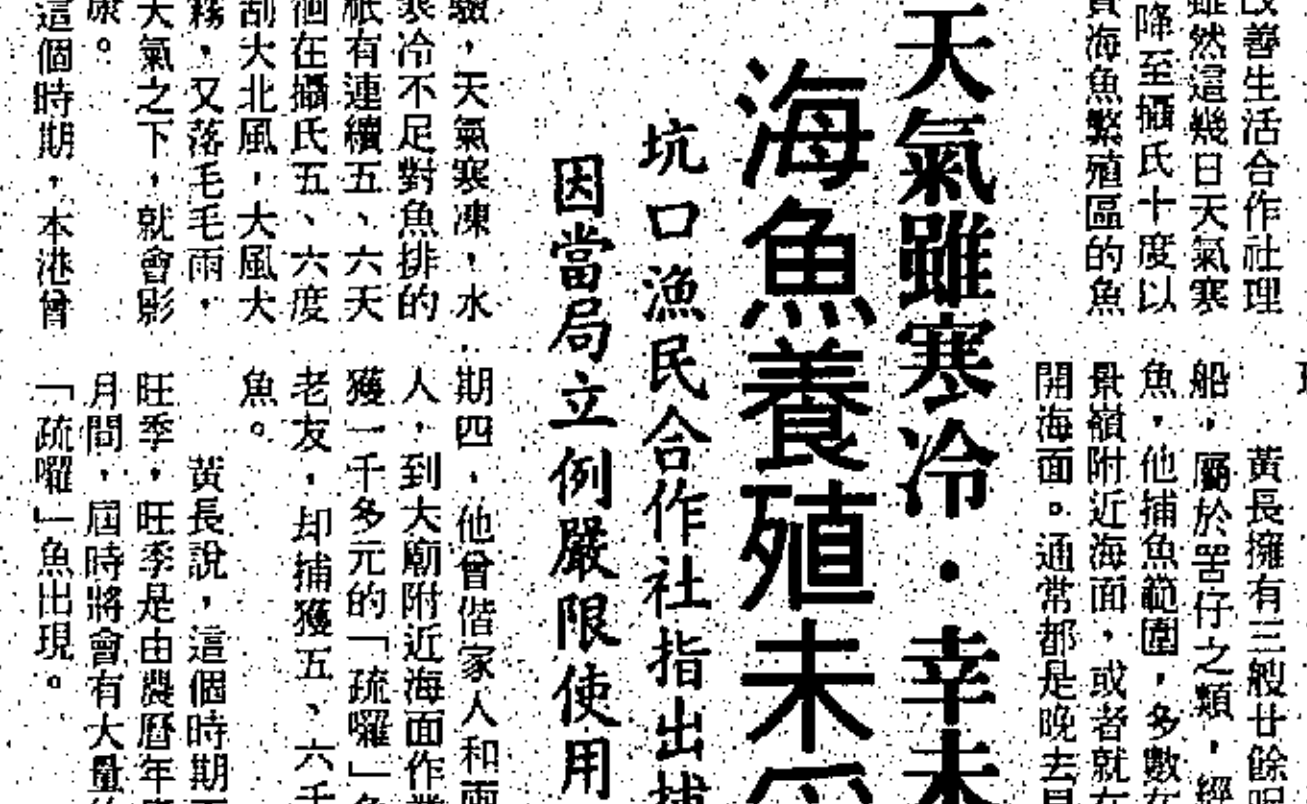 改善生活合作社理
雖然這幾日天氣寒
降至攝氏十度以
海魚繁殖區的魚
黃長擁有三艘廿餘呎
船，屬於罟仔之類，經
魚，他捕魚範圍，多數在
景嶺附近海面，或者就在
開海面。通常都是晚去
天氣雖寒冷·幸未
海魚養殖未
坑口漁民合作社指出捕
因當局立例嚴限使用
驗，天氣寒凍，水
寒冷不足對魚排的
祇有連續五、六天
徊在攝氏五、六度
刮大北風，大風大
霧，又落毛毛雨，
大氣之下，就會影
康。
這個時期，本港曾
期四，他曾偕家人和兩
人，到大廟附近海面作業
獲一千多元的「疏囉」魚
老友，却捕獲五、六千
魚。
黃長說，這個時期
旺季，旺季是由農曆年
月間，屆時將會有大量的
「疏囉」魚出現。